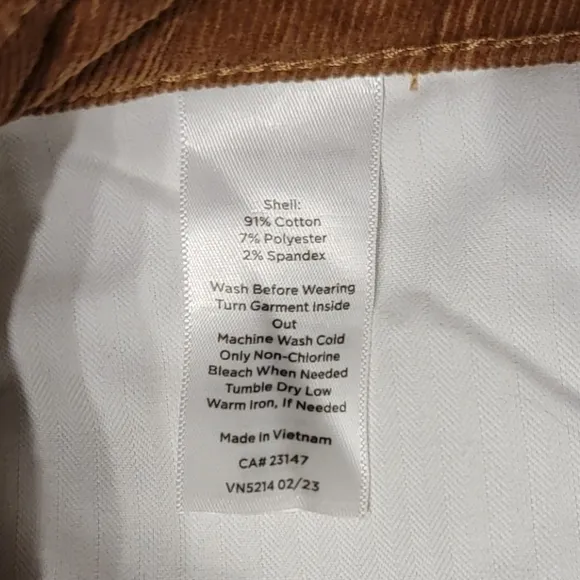 Shell:
91% Cotton
7% Polyester
2% Spandex
Wash Before Wearing
Turn Garment Inside
Out
Machine Wash Cold
Only Non-Chlorine
Bleach When Needed
Tumble Dry Low
Warm Iron, If Needed
Made in Vietnam
CA# 23147
VN5214 02/23